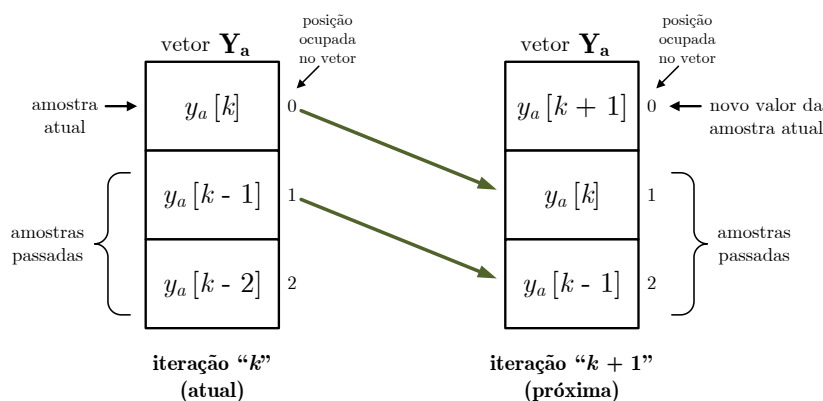 vetor Yₐ
posição
ocupada
no vetor
amostra
atual
yₐ [k]
0
yₐ [k - 1]
1
amostras
passadas
yₐ [k - 2]
2
iteração “k”
(atual)
vetor Yₐ
posição
ocupada
no vetor
yₐ [k + 1]
0
novo valor da
amostra atual
yₐ [k]
1
amostras
passadas
yₐ [k - 1]
2
iteração “k + 1”
(próxima)